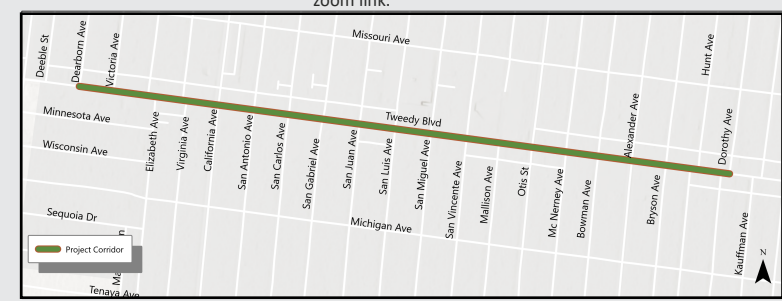 zoom link.
Missouri Ave
Deeble St
Dearborn Ave
Victoria Ave
Hunt Ave
Tweedy Blvd
Minnesota Ave
Wisconsin Ave
Elizabeth Ave
Virginia Ave
California Ave
San Antonio Ave
San Carlos Ave
San Gabriel Ave
San Juan Ave
San Luis Ave
San Miguel Ave
San Vincente Ave
Mallison Ave
Otis St
Mc Nerney Ave
Bowman Ave
Alexander Ave
Bryson Ave
Dorothy Ave
Kauffman Ave
Sequoia Dr
Michigan Ave
Project Corridor
Tenaya Ave
N